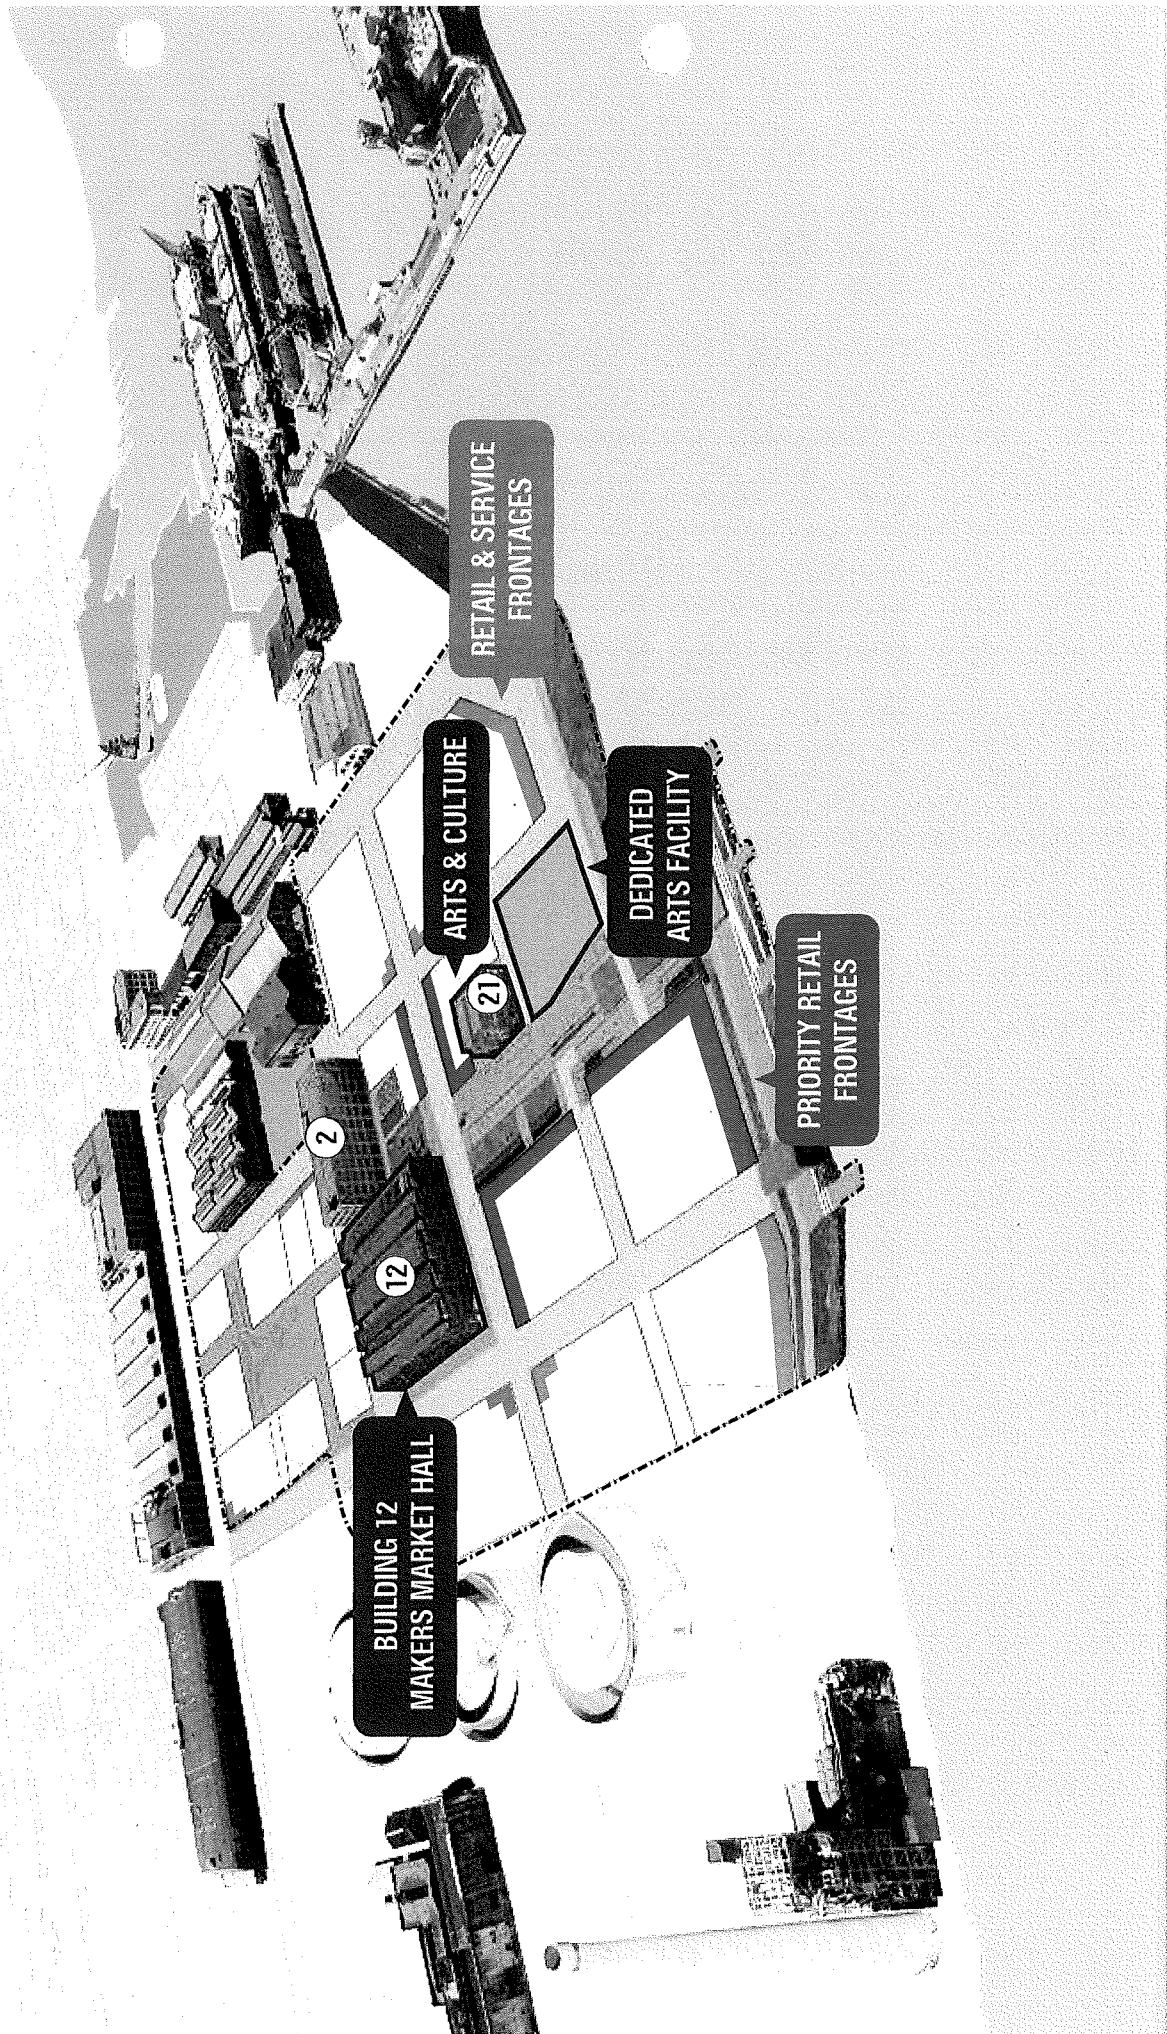 BUILDING 12
MAKERS MARKET HALL
12
2
21
ARTS & CULTURE
RETAIL & SERVICE
FRONTAGES
DEDICATED
ARTS FACILITY
PRIORITY RETAIL
FRONTAGES